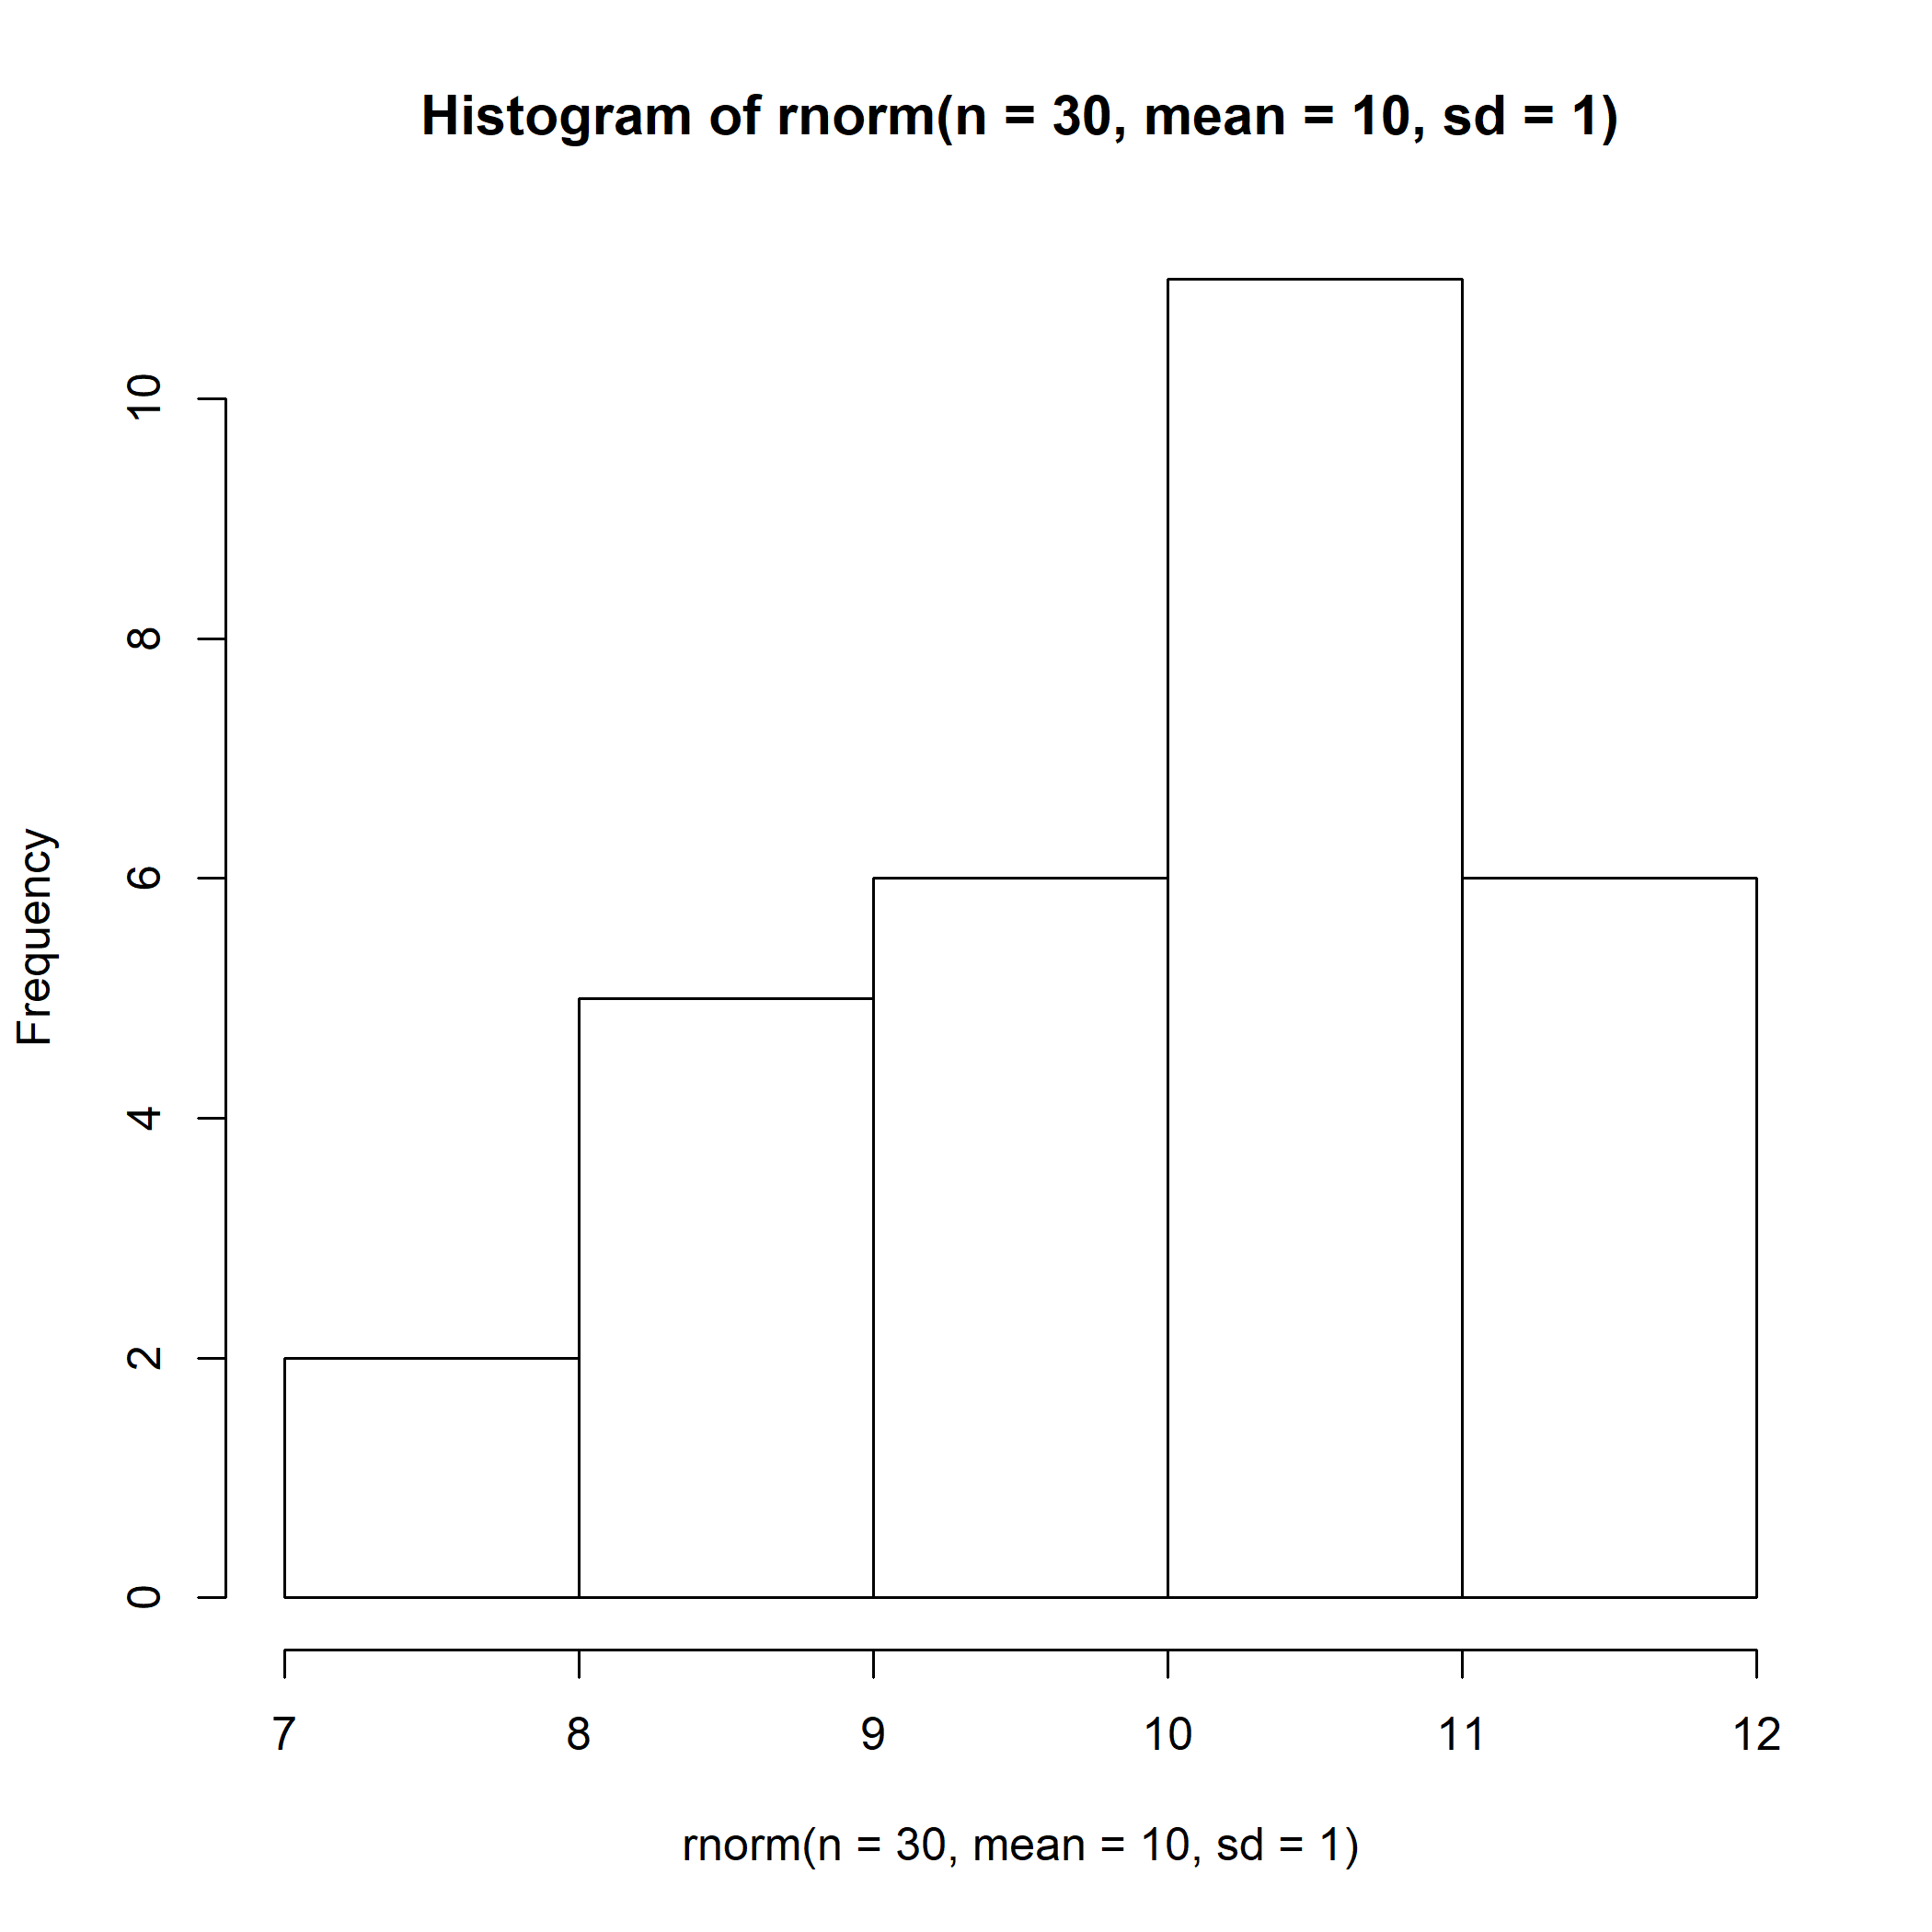 Histogram of rnorm(n = 30, mean = 10, sd = 1)
Frequency
10
8
6
4
2
0
7 8 9 10 11 12
rnorm(n = 30, mean = 10, sd = 1)